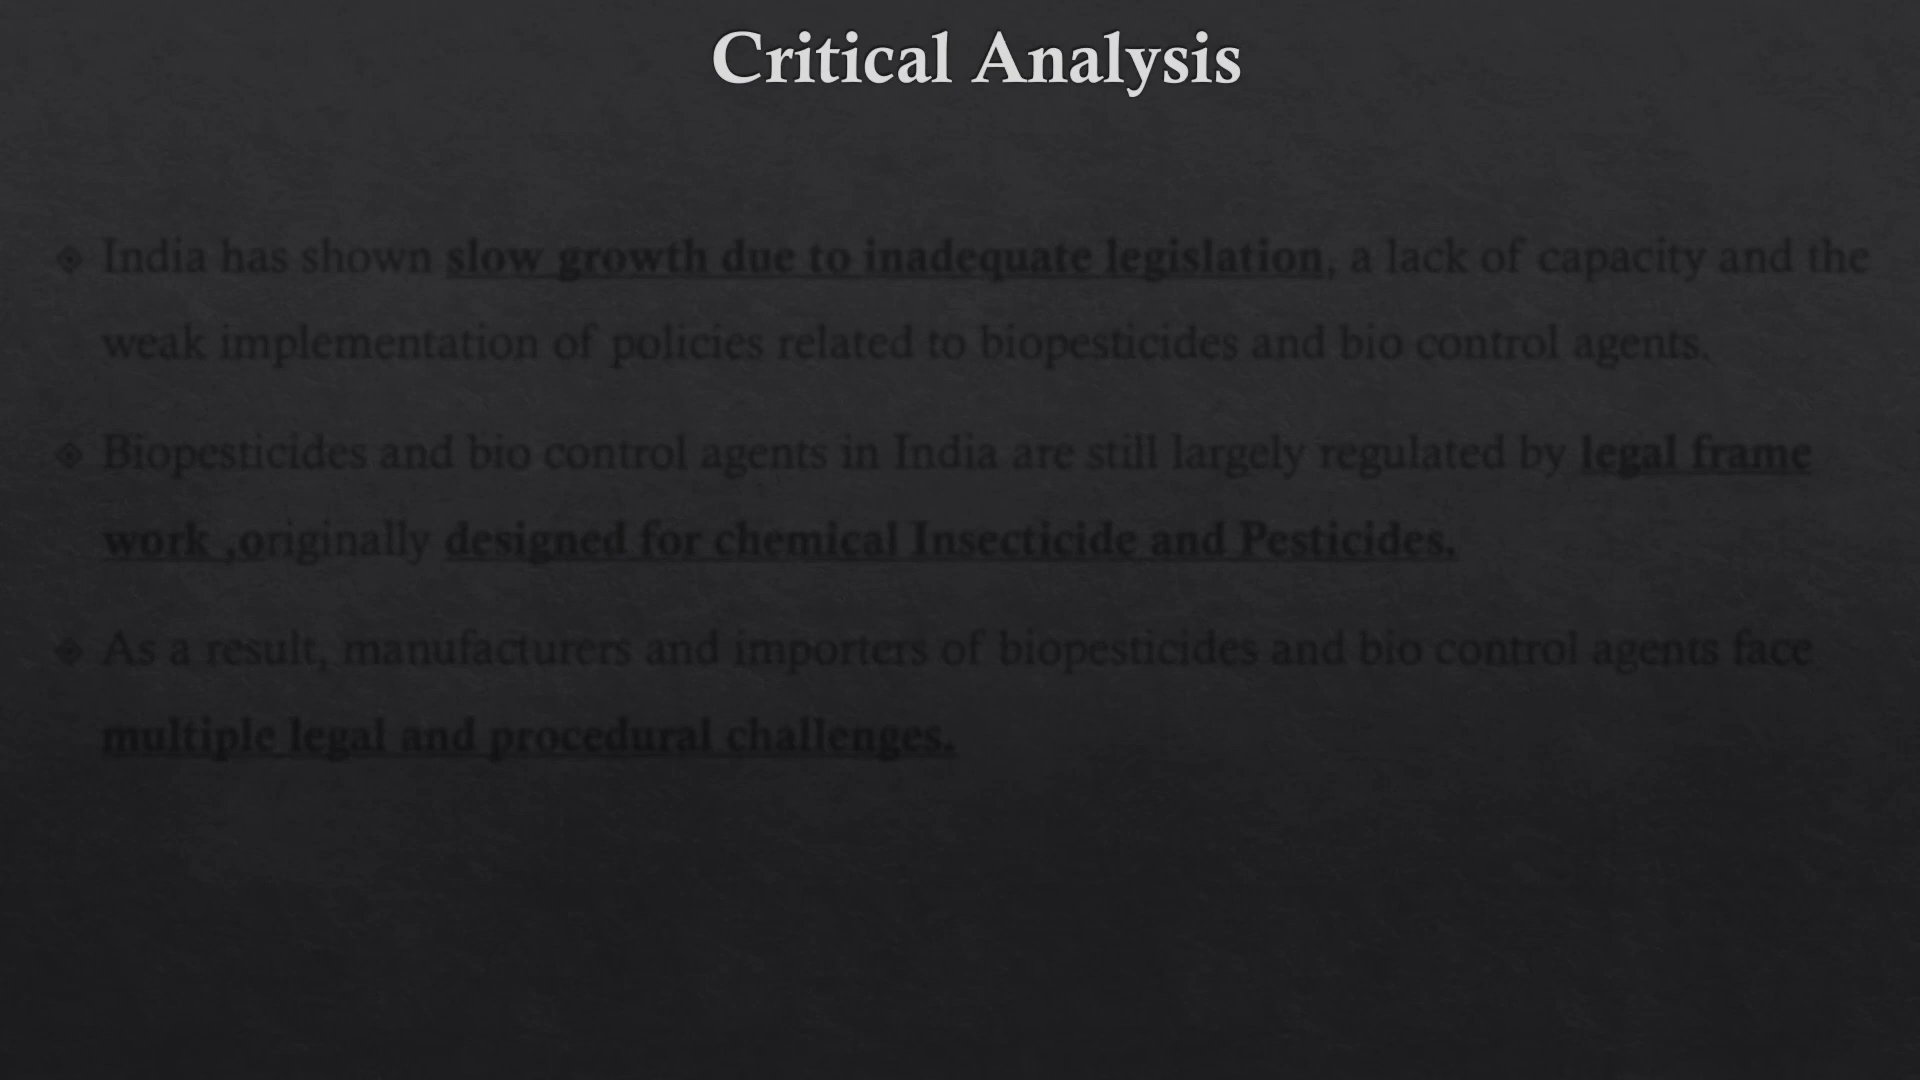 Critical Analysis
India has shown slow growth due to inadequate legislation, a lack of capacity and the
weak implementation of policies related to biopesticides and bio control agents.
Biopesticides and bio control agents in India are still largely regulated by legal frame
work ,originally designed for chemical Insecticide and Pesticides.
As a result, manufacturers and importers of biopesticides and bio control agents face
multiple legal and procedural challenges.